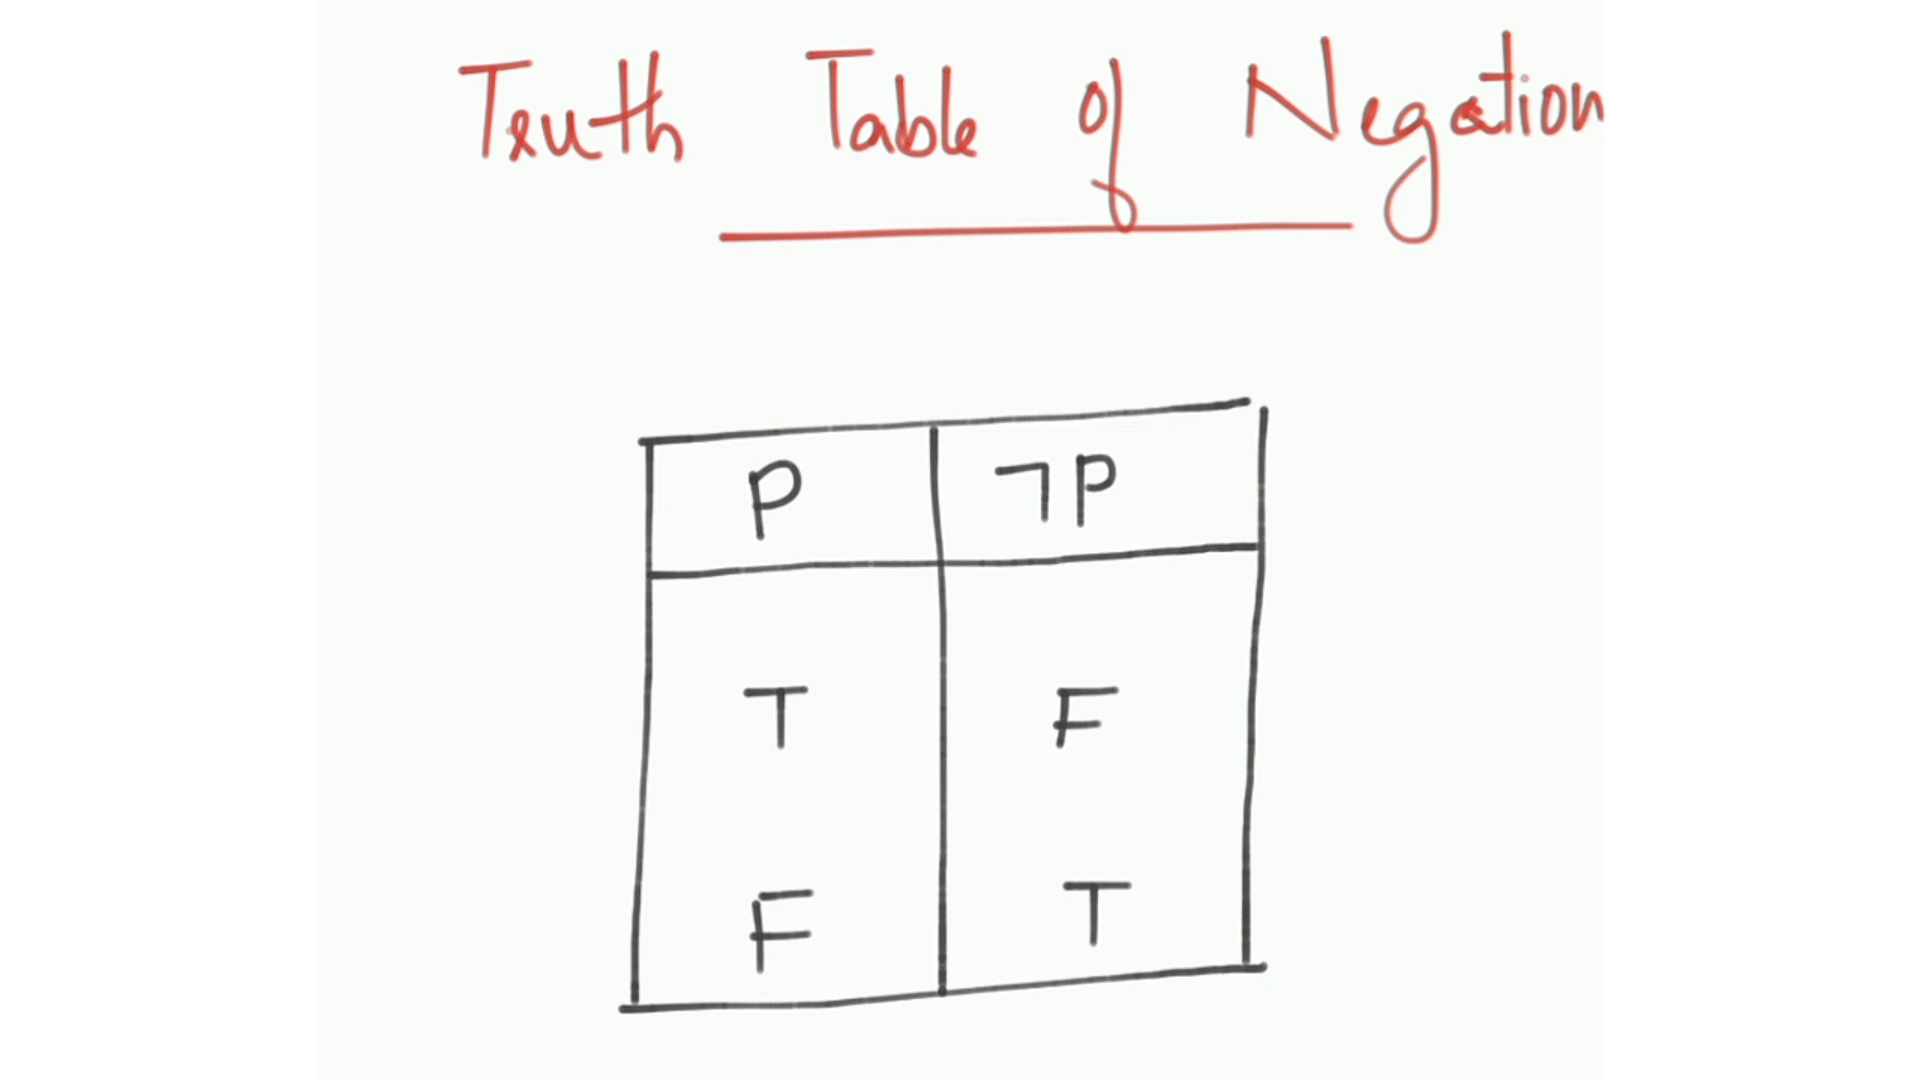 Truth Table of Negation
P ¬P
T F
F T